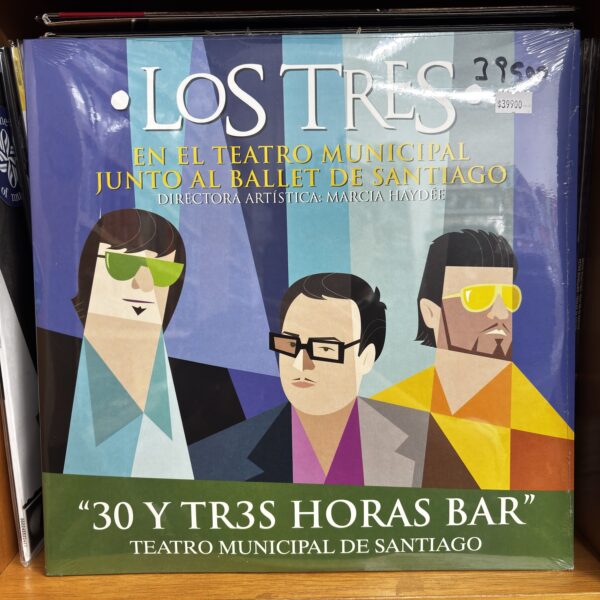 ·LOS TRES·
39900
$39900
EN EL TEATRO MUNICIPAL
JUNTO AL BALLET DE SANTIAGO
DIRECTORA ARTÍSTICA: MARCIA HAYDÉE
"30 Y TR3S HORAS BAR"
TEATRO MUNICIPAL DE SANTIAGO